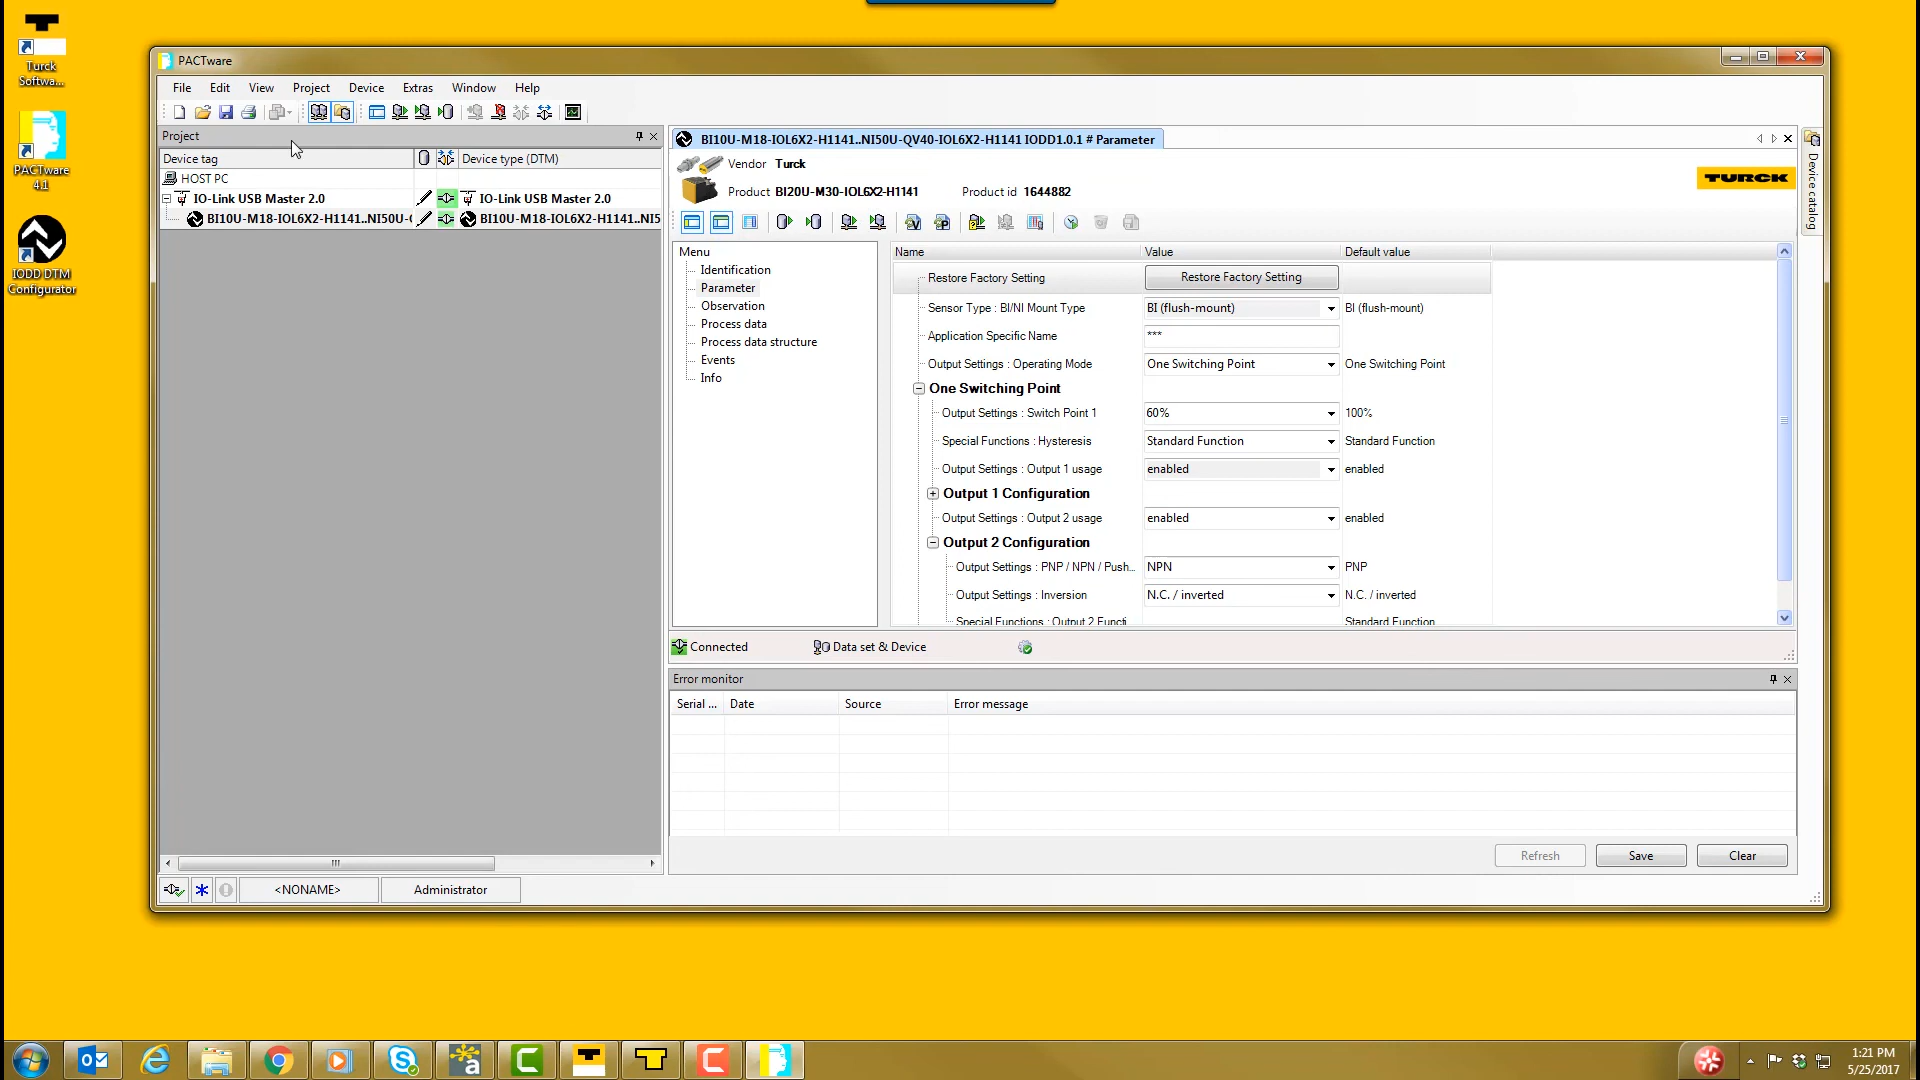 Turck
Softwa...
PACTware
4.1
IODD DTM
Configurator
PACTware
File Edit View Project Device Extras Window Help
Project
Device tag Device type (DTM)
HOST PC
IO-Link USB Master 2.0 IO-Link USB Master 2.0
BI10U-M18-IOL6X2-H1141..NI50U-( BI10U-M18-IOL6X2-H1141..NI5
<NONAME> Administrator
BI10U-M18-IOL6X2-H1141..NI50U-QV40-IOL6X2-H1141 IODD1.0.1 # Parameter
Vendor Turck
Product BI20U-M30-IOL6X2-H1141 Product id 1644882
TURCK
Device catalog
Menu
Identification
Parameter
Observation
Process data
Process data structure
Events
Info
Name Value Default value
Restore Factory Setting Restore Factory Setting
Sensor Type : BI/NI Mount Type BI (flush-mount) BI (flush-mount)
Application Specific Name ***
Output Settings : Operating Mode One Switching Point One Switching Point
One Switching Point
Output Settings : Switch Point 1 60% 100%
Special Functions : Hysteresis Standard Function Standard Function
Output Settings : Output 1 usage enabled enabled
Output 1 Configuration
Output Settings : Output 2 usage enabled enabled
Output 2 Configuration
Output Settings : PNP / NPN / Push... NPN PNP
Output Settings : Inversion N.C. / inverted N.C. / inverted
Special Functions : Output 2 Functi Standard Function
Connected Data set & Device
Error monitor
Serial ... Date Source Error message
Refresh Save Clear
1:21 PM
5/25/2017